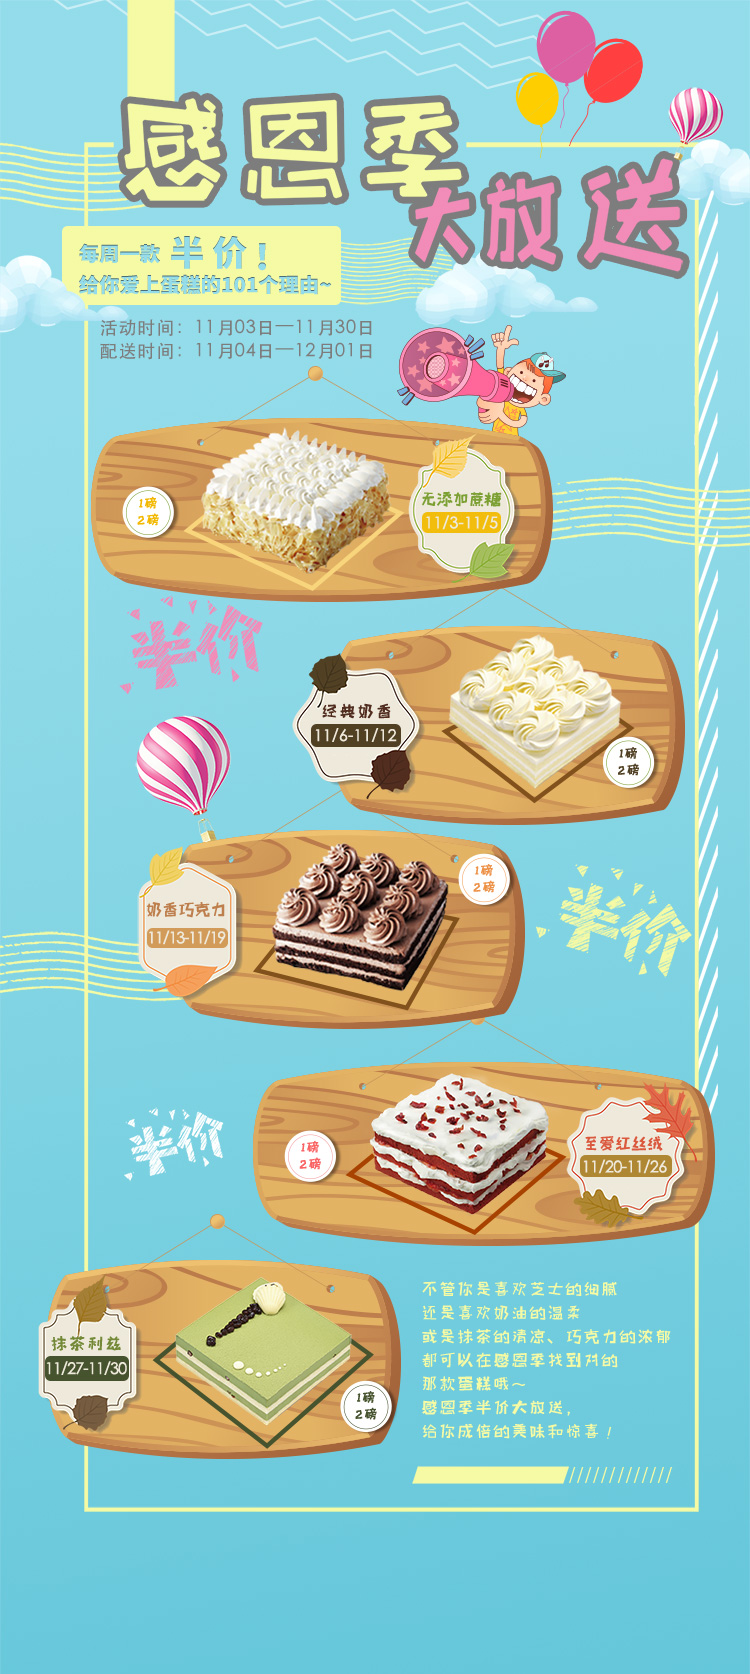 感恩季
大放送
每周一款 半价！
给你爱上蛋糕的101个理由~
活动时间：11月03日—11月30日
配送时间：11月04日—12月01日
1磅
2磅
无添加蔗糖
11/3-11/5
半价
经典奶香
11/6-11/12
1磅
2磅
1磅
2磅
奶香巧克力
11/13-11/19
半价
半价
1磅
2磅
至爱红丝绒
11/20-11/26
抹茶利兹
11/27-11/30
1磅
2磅
不管你是喜欢芝士的细腻
还是喜欢奶油的温柔
或是抹茶的清凉、巧克力的浓郁
都可以在感恩季找到对的
那款蛋糕哦～
感恩季半价大放送，
给你成倍的美味和惊喜！